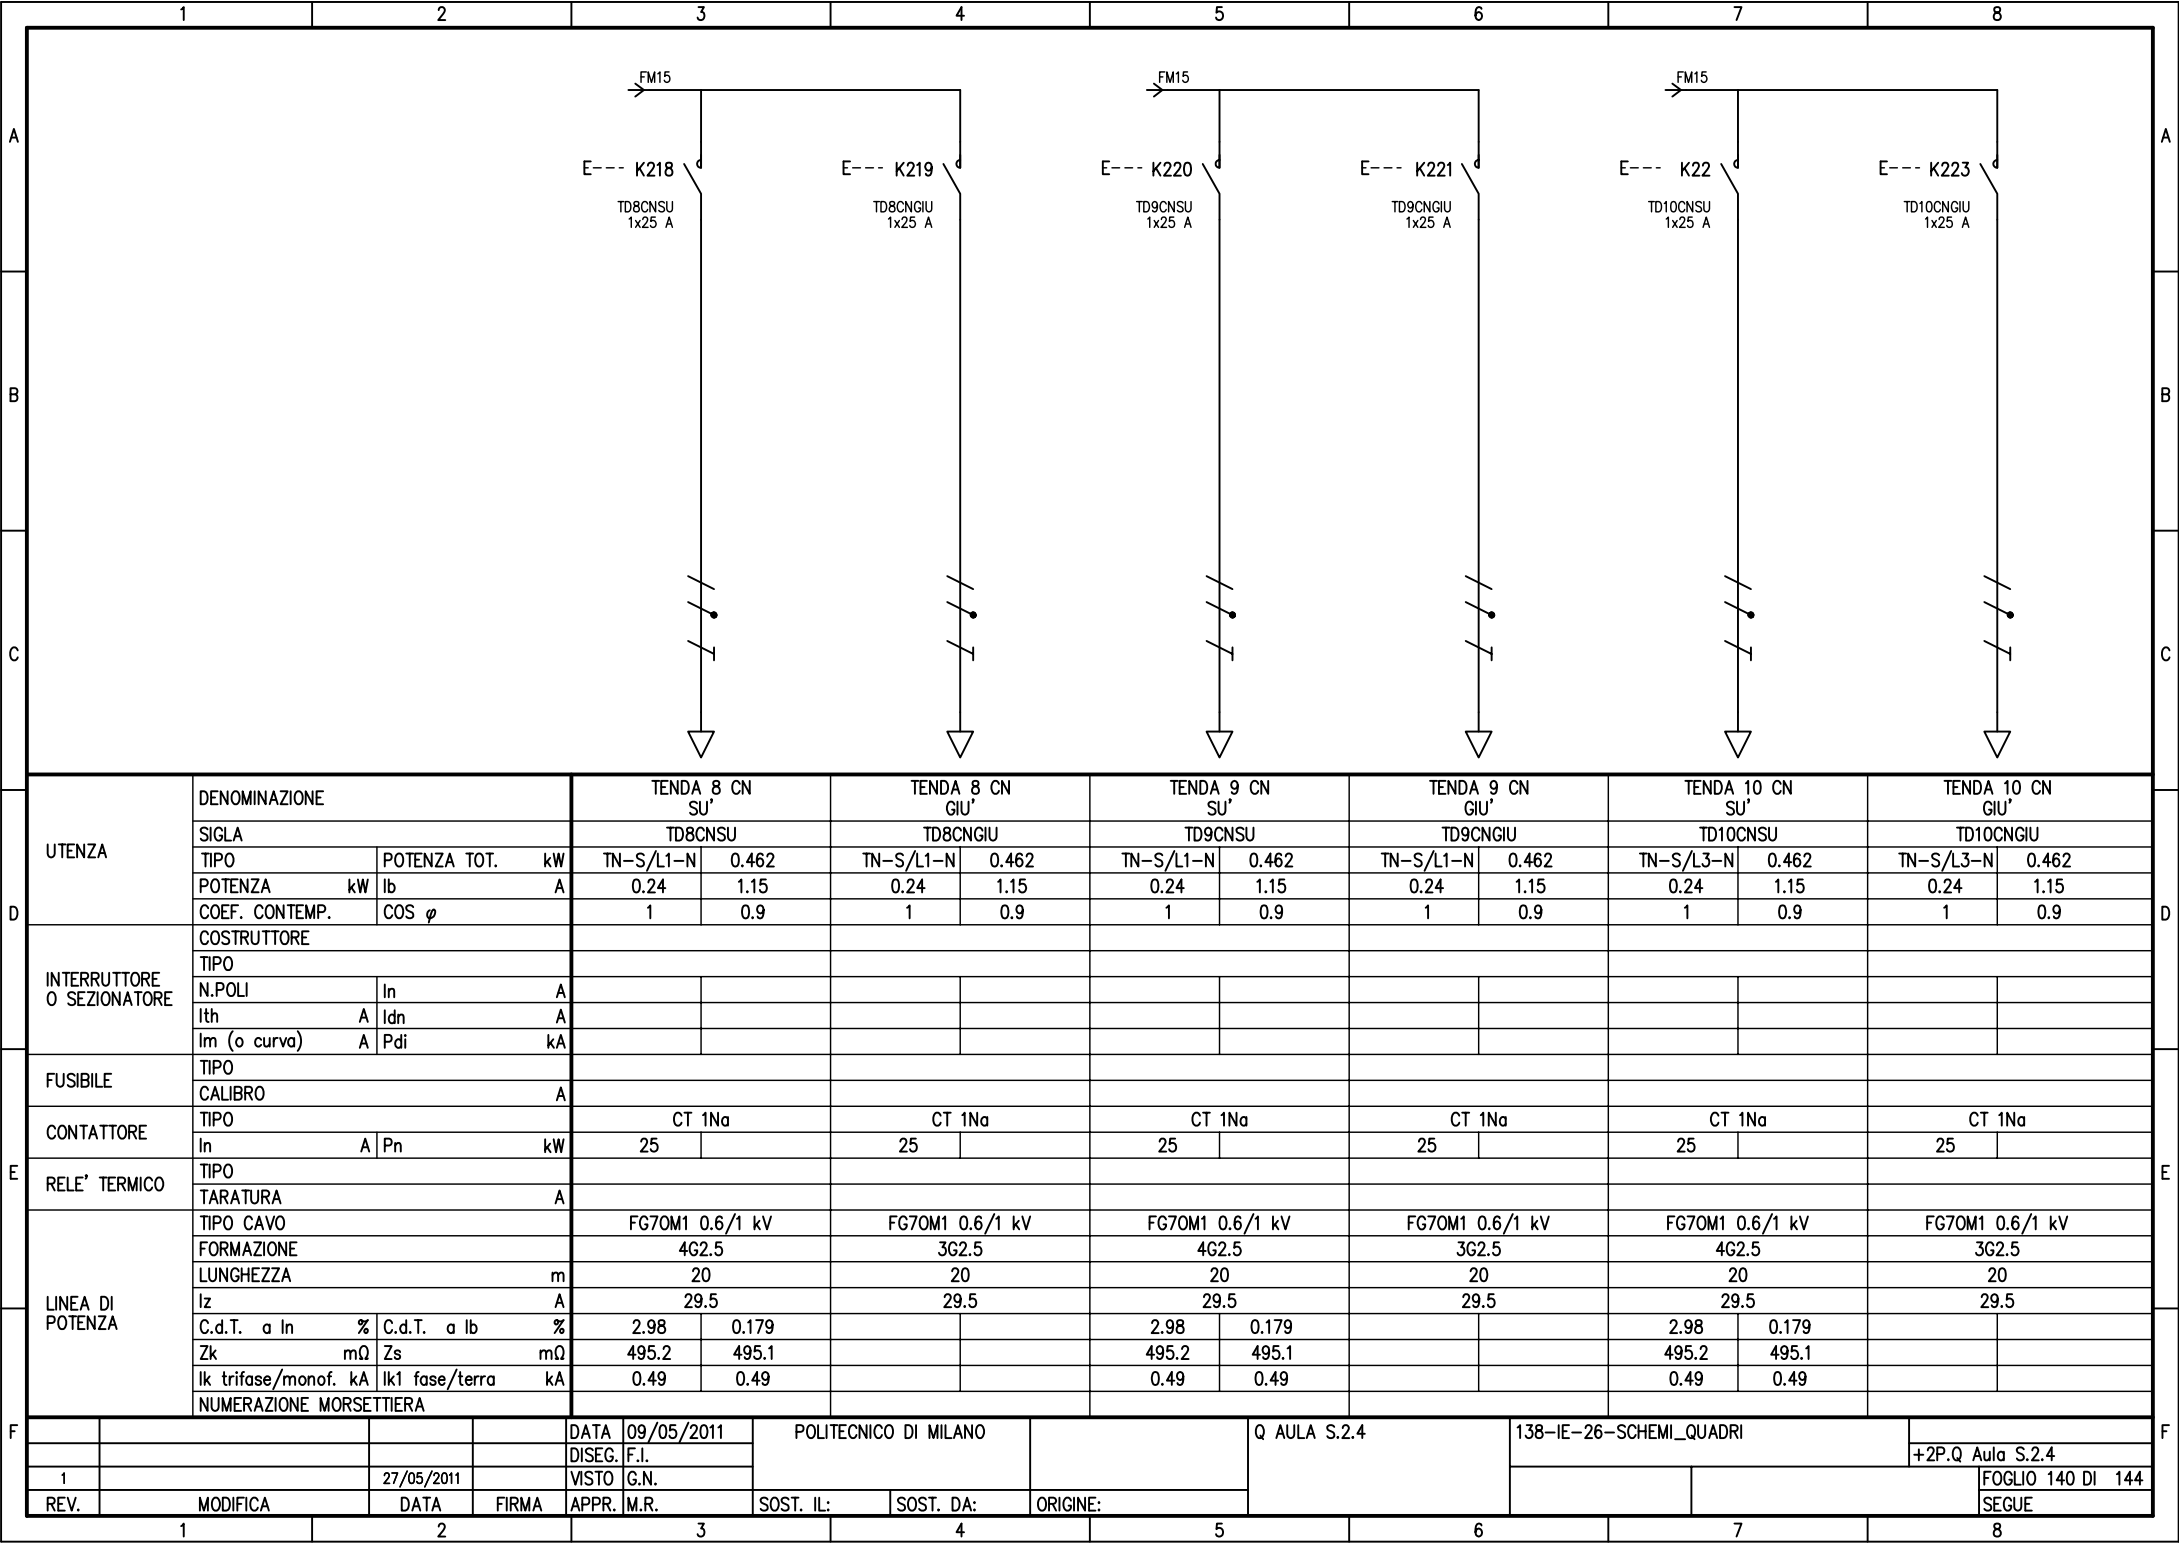 1 2 3 4 5 6 7 8
FM15 FM15 FM15
A A
E--- K218 E--- K219 E--- K220 E--- K221 E--- K22 E--- K223
TD8CNSU TD8CNGIU TD9CNSU TD9CNGIU TD10CNSU TD10CNGIU
1x25 A 1x25 A 1x25 A 1x25 A 1x25 A 1x25 A
B B
C C
UTENZA
DENOMINAZIONE TENDA 8 CN SU' TENDA 8 CN GIU' TENDA 9 CN SU' TENDA 9 CN GIU' TENDA 10 CN SU' TENDA 10 CN GIU'
SIGLA TD8CNSU TD8CNGIU TD9CNSU TD9CNGIU TD10CNSU TD10CNGIU
TIPO POTENZA TOT. kW TN-S/L1-N 0.462 TN-S/L1-N 0.462 TN-S/L1-N 0.462 TN-S/L1-N 0.462 TN-S/L3-N 0.462 TN-S/L3-N 0.462
POTENZA kW Ib A 0.24 1.15 0.24 1.15 0.24 1.15 0.24 1.15 0.24 1.15 0.24 1.15
D COEF. CONTEMP. COS φ 1 0.9 1 0.9 1 0.9 1 0.9 1 0.9 1 0.9 D
INTERRUTTORE
O SEZIONATORE
COSTRUTTORE
TIPO
N.POLI In A
Ith A Idn A
Im (o curva) A Pdi kA
FUSIBILE
TIPO
CALIBRO A
CONTATTORE
TIPO CT 1Na CT 1Na CT 1Na CT 1Na CT 1Na CT 1Na
In A Pn kW 25 25 25 25 25 25
E E
RELE' TERMICO
TIPO
TARATURA A
LINEA DI
POTENZA
TIPO CAVO FG7OM1 0.6/1 kV FG7OM1 0.6/1 kV FG7OM1 0.6/1 kV FG7OM1 0.6/1 kV FG7OM1 0.6/1 kV FG7OM1 0.6/1 kV
FORMAZIONE 4G2.5 3G2.5 4G2.5 3G2.5 4G2.5 3G2.5
LUNGHEZZA m 20 20 20 20 20 20
Iz A 29.5 29.5 29.5 29.5 29.5 29.5
C.d.T. a In % C.d.T. a Ib % 2.98 0.179 2.98 0.179 2.98 0.179
Zk mΩ Zs mΩ 495.2 495.1 495.2 495.1 495.2 495.1
Ik trifase/monof. kA Ik1 fase/terra kA 0.49 0.49 0.49 0.49 0.49 0.49
NUMERAZIONE MORSETTIERA
F DATA 09/05/2011 POLITECNICO DI MILANO Q AULA S.2.4 138-IE-26-SCHEMI_QUADRI F
DISEG. F.I. +2P.Q Aula S.2.4
1 27/05/2011 VISTO G.N. FOGLIO 140 DI 144
REV. MODIFICA DATA FIRMA APPR. M.R. SOST. IL: SOST. DA: ORIGINE: SEGUE
1 2 3 4 5 6 7 8